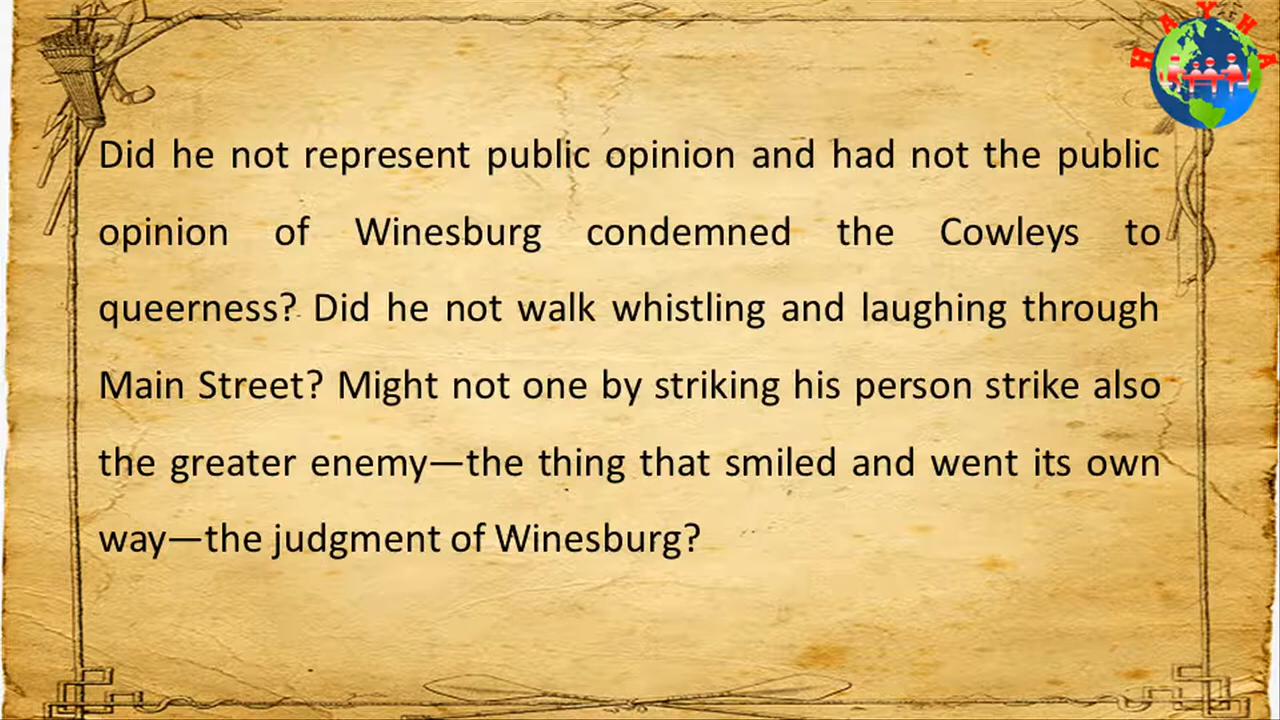 HAYHA
Did he not represent public opinion and had not the public
opinion of Winesburg condemned the Cowleys to
queerness? Did he not walk whistling and laughing through
Main Street? Might not one by striking his person strike also
the greater enemy—the thing that smiled and went its own
way—the judgment of Winesburg?